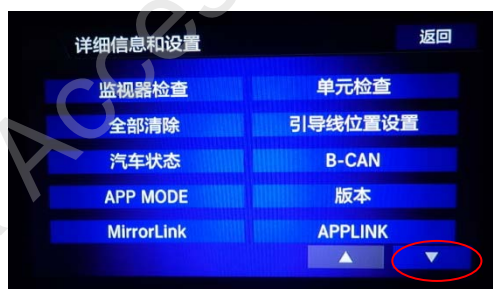 详细信息和设置 返回
监视器检查 单元检查
全部清除 引导线位置设置
汽车状态 B-CAN
APP MODE 版本
MirrorLink APPLINK
▲ ▼